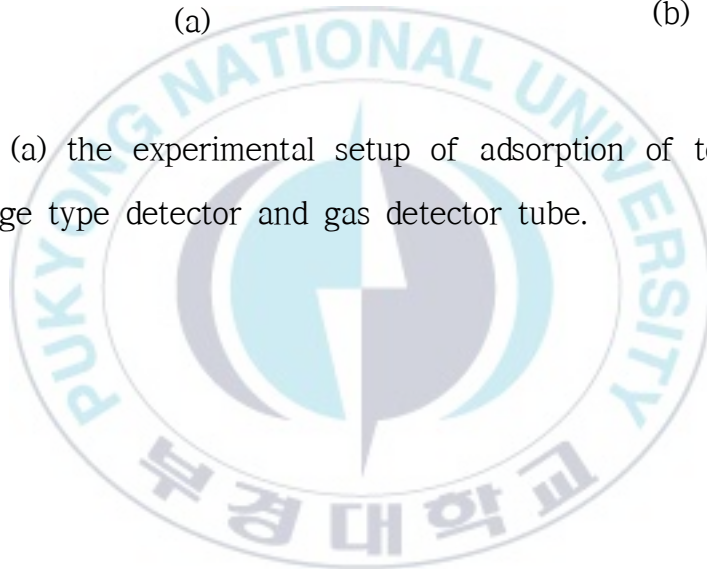 (a) (b)
NATIONAL UNIVERSITY
(a) the experimental setup of adsorption of
type detector and gas detector tube.
PUKYONG
부경대학교